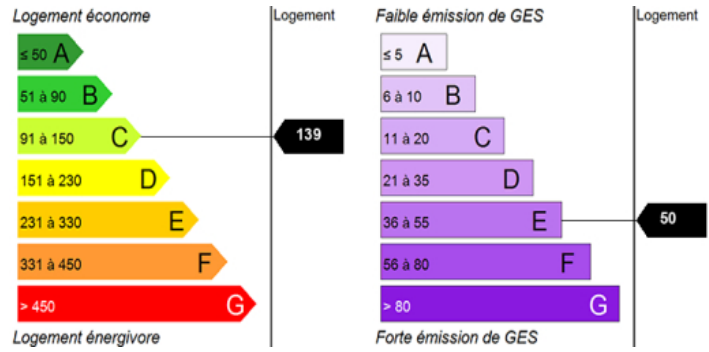 Logement économe
Logement
≤ 50 A
51 à 90 B
91 à 150 C
139
151 à 230 D
231 à 330 E
331 à 450 F
> 450 G
Logement énergivore
Faible émission de GES
Logement
≤ 5 A
6 à 10 B
11 à 20 C
21 à 35 D
36 à 55 E
50
56 à 80 F
> 80 G
Forte émission de GES